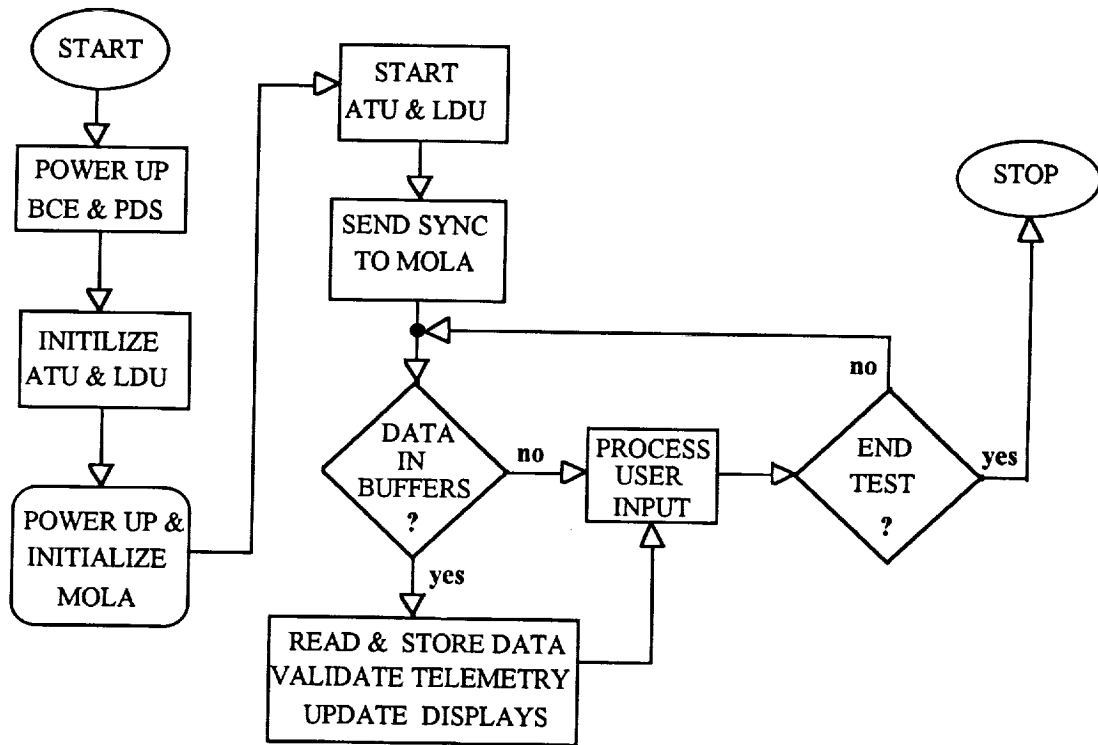 START
POWER UP
BCE & PDS
INITILIZE
ATU & LDU
POWER UP &
INITIALIZE
MOLA
START
ATU & LDU
SEND SYNC
TO MOLA
DATA
IN
BUFFERS
?
no
yes
READ & STORE DATA
VALIDATE TELEMETRY
UPDATE DISPLAYS
PROCESS
USER
INPUT
END
TEST
?
no
yes
STOP